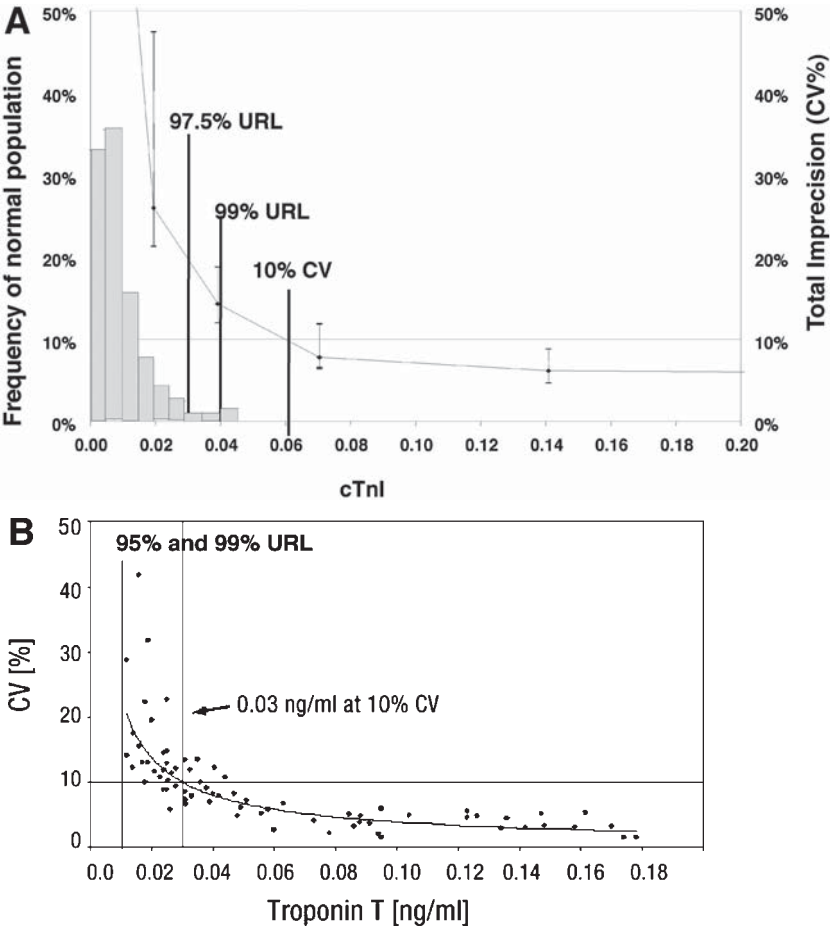 A
Frequency of normal population
50%
40%
30%
20%
10%
0%
97.5% URL
99% URL
10% CV
50%
40%
30%
20%
10%
0%
Total Imprecision (CV%)
0.00 0.02 0.04 0.06 0.08 0.10 0.12 0.14 0.16 0.18 0.20
cTnI
B
CV [%]
50
40
30
20
10
0
95% and 99% URL
0.03 ng/ml at 10% CV
0.0 0.02 0.04 0.06 0.08 0.10 0.12 0.14 0.16 0.18
Troponin T [ng/ml]